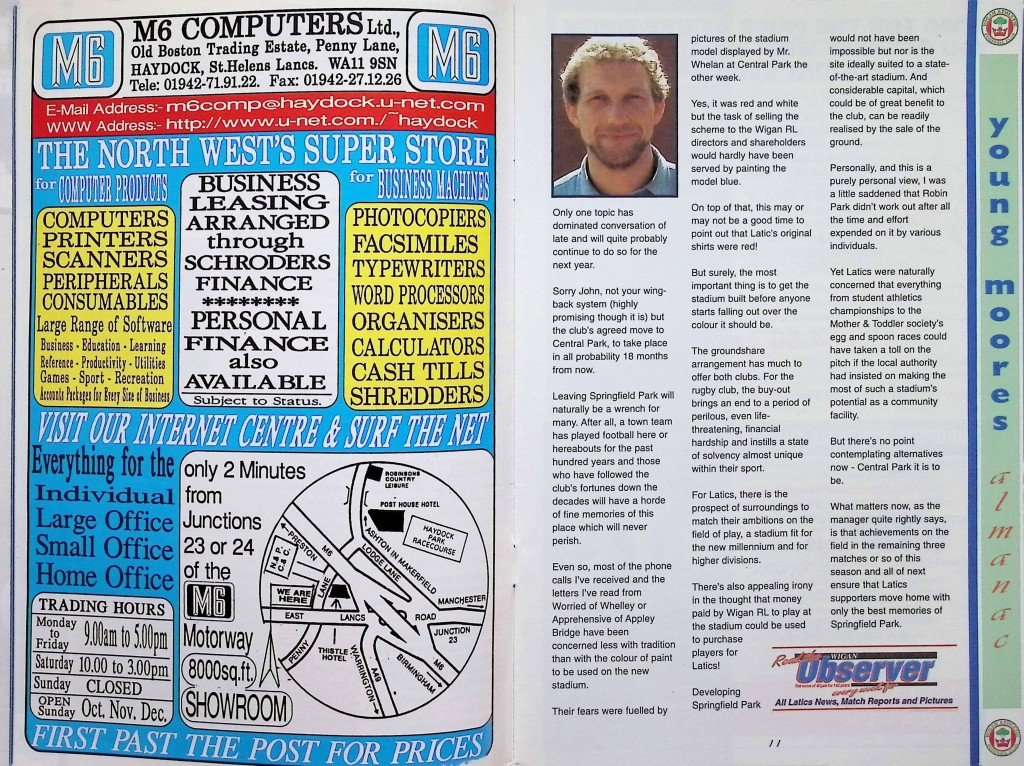 M6
M6 COMPUTERS Ltd.,
Old Boston Trading Estate, Penny Lane,
HAYDOCK, St.Helens Lancs. WA11 9SN
Tele: 01942-71.91.22. Fax: 01942-27.12.26
M6
E-Mail Address:- m6comp@haydock.u-net.com
WWW Address:- http://www.u-net.com./~haydock
THE NORTH WEST'S SUPER STORE
for COMPUTER PRODUCTS
for BUSINESS MACHINES
COMPUTERS
PRINTERS
SCANNERS
PERIPHERALS
CONSUMABLES
Large Range of Software
Business - Education - Learning
Reference - Productivity - Utilities
Games - Sport - Recreation
Accounts Packages for Every Size of Business
BUSINESS
LEASING
ARRANGED
through
SCHRODERS
FINANCE
********
PERSONAL
FINANCE
also
AVAILABLE
Subject to Status.
PHOTOCOPIERS
FACSIMILES
TYPEWRITERS
WORD PROCESSORS
ORGANISERS
CALCULATORS
CASH TILLS
SHREDDERS
VISIT OUR INTERNET CENTRE & SURF THE NET
Everything for the
Individual
Large Office
Small Office
Home Office
TRADING HOURS
Monday
to
Friday
9.00am to 5.00pm
Saturday 10.00 to 3.00pm
Sunday CLOSED
OPEN
Sunday Oct. Nov. Dec.
only 2 Minutes
from
Junctions
23 or 24
of the
M6
Motorway
8000sq.ft.
SHOWROOM
ROBINSONS
COUNTRY
LEISURE
POST HOUSE HOTEL
HAYDOCK
PARK
RACECOURSE
ASHTON IN MAKERFIELD
LODGE LANE
PRESTON
M6
N.& P.
C.C.
WE ARE
HERE
LANE
MANCHESTER
EAST
LANCS
ROAD
JUNCTION
23
PENNY
THISTLE
HOTEL
WARRINGTON
A49
BIRMINGHAM
M6
FIRST PAST THE POST FOR PRICES
Only one topic has
dominated conversation of
late and will quite probably
continue to do so for the
next year.
Sorry John, not your wing-
back system (highly
promising though it is) but
the club's agreed move to
Central Park, to take place
in all probability 18 months
from now.
Leaving Springfield Park will
naturally be a wrench for
many. After all, a town team
has played football here or
hereabouts for the past
hundred years and those
who have followed the
club's fortunes down the
decades will have a horde
of fine memories of this
place which will never
perish.
Even so, most of the phone
calls I've received and the
letters I've read from
Worried of Whelley or
Apprehensive of Appley
Bridge have been
concerned less with tradition
than with the colour of paint
to be used on the new
stadium.
Their fears were fuelled by
pictures of the stadium
model displayed by Mr.
Whelan at Central Park the
other week.
Yes, it was red and white
but the task of selling the
scheme to the Wigan RL
directors and shareholders
would hardly have been
served by painting the
model blue.
On top of that, this may or
may not be a good time to
point out that Latic's original
shirts were red!
But surely, the most
important thing is to get the
stadium built before anyone
starts falling out over the
colour it should be.
The groundshare
arrangement has much to
offer both clubs. For the
rugby club, the buy-out
brings an end to a period of
perilous, even life-
threatening, financial
hardship and instills a state
of solvency almost unique
within their sport.
For Latics, there is the
prospect of surroundings to
match their ambitions on the
field of play, a stadium fit for
the new millennium and for
higher divisions.
There's also appealing irony
in the thought that money
paid by Wigan RL to play at
the stadium could be used
to purchase
players for
Latics!
Developing
Springfield Park
would not have been
impossible but nor is the
site ideally suited to a state-
of-the-art stadium. And
considerable capital, which
could be of great benefit to
the club, can be readily
realised by the sale of the
ground.
Personally, and this is a
purely personal view, I was
a little saddened that Robin
Park didn't work out after all
the time and effort
expended on it by various
individuals.
Yet Latics were naturally
concerned that everything
from student athletics
championships to the
Mother & Toddler society's
egg and spoon races could
have taken a toll on the
pitch if the local authority
had insisted on making the
most of such a stadium's
potential as a community
facility.
But there's no point
contemplating alternatives
now - Central Park it is to
be.
What matters now, as the
manager quite rightly says,
is that achievements on the
field in the remaining three
matches or so of this
season and all of next
ensure that Latics
supporters move home with
only the best memories of
Springfield Park.
Read the WIGAN
Observer
every week for
All Latics News, Match Reports and Pictures
11
young moores
almanac